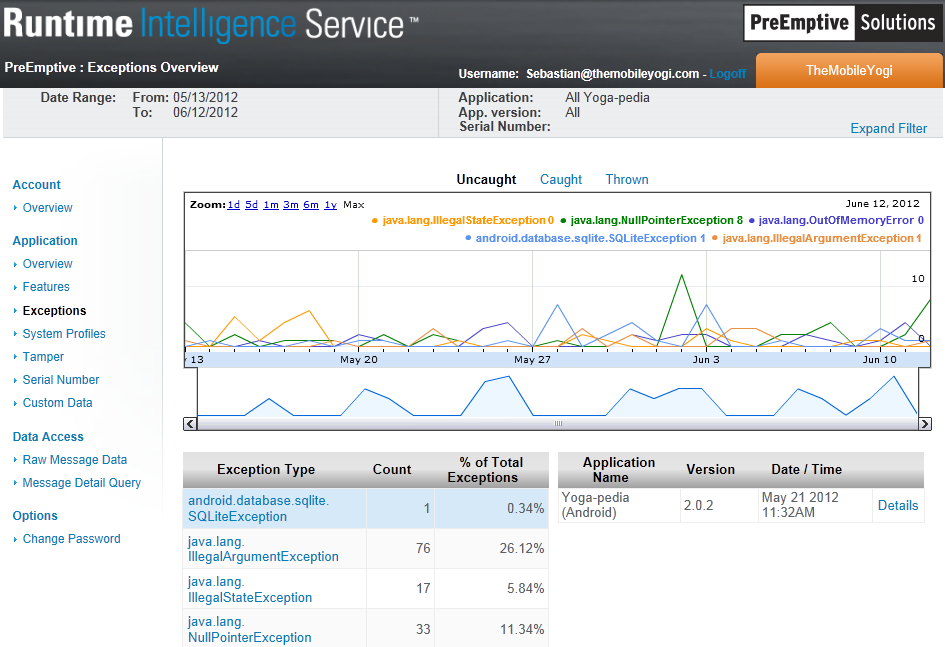 Runtime Intelligence Service™
PreEmptive Solutions
PreEmptive : Exceptions Overview
Username: Sebastian@themobileyogi.com - Logoff
TheMobileYogi
Date Range: From: 05/13/2012
To: 06/12/2012
Application: All Yoga-pedia
App. version: All
Serial Number:
Expand Filter
Account
Overview
Application
Overview
Features
Exceptions
System Profiles
Tamper
Serial Number
Custom Data
Data Access
Raw Message Data
Message Detail Query
Options
Change Password
Uncaught Caught Thrown
Zoom: 1d 5d 1m 3m 6m 1y Max June 12, 2012
java.lang.IllegalStateException 0 java.lang.NullPointerException 8 java.lang.OutOfMemoryError 0
android.database.sqlite.SQLiteException 1 java.lang.IllegalArgumentException 1
10
0
13 May 20 May 27 Jun 3 Jun 10
Exception Type Count % of Total Exceptions
android.database.sqlite.
SQLiteException 1 0.34%
java.lang.
IllegalArgumentException 76 26.12%
java.lang.
IllegalStateException 17 5.84%
java.lang.
NullPointerException 33 11.34%
Application Name Version Date / Time
Yoga-pedia (Android) 2.0.2 May 21 2012 11:32AM Details